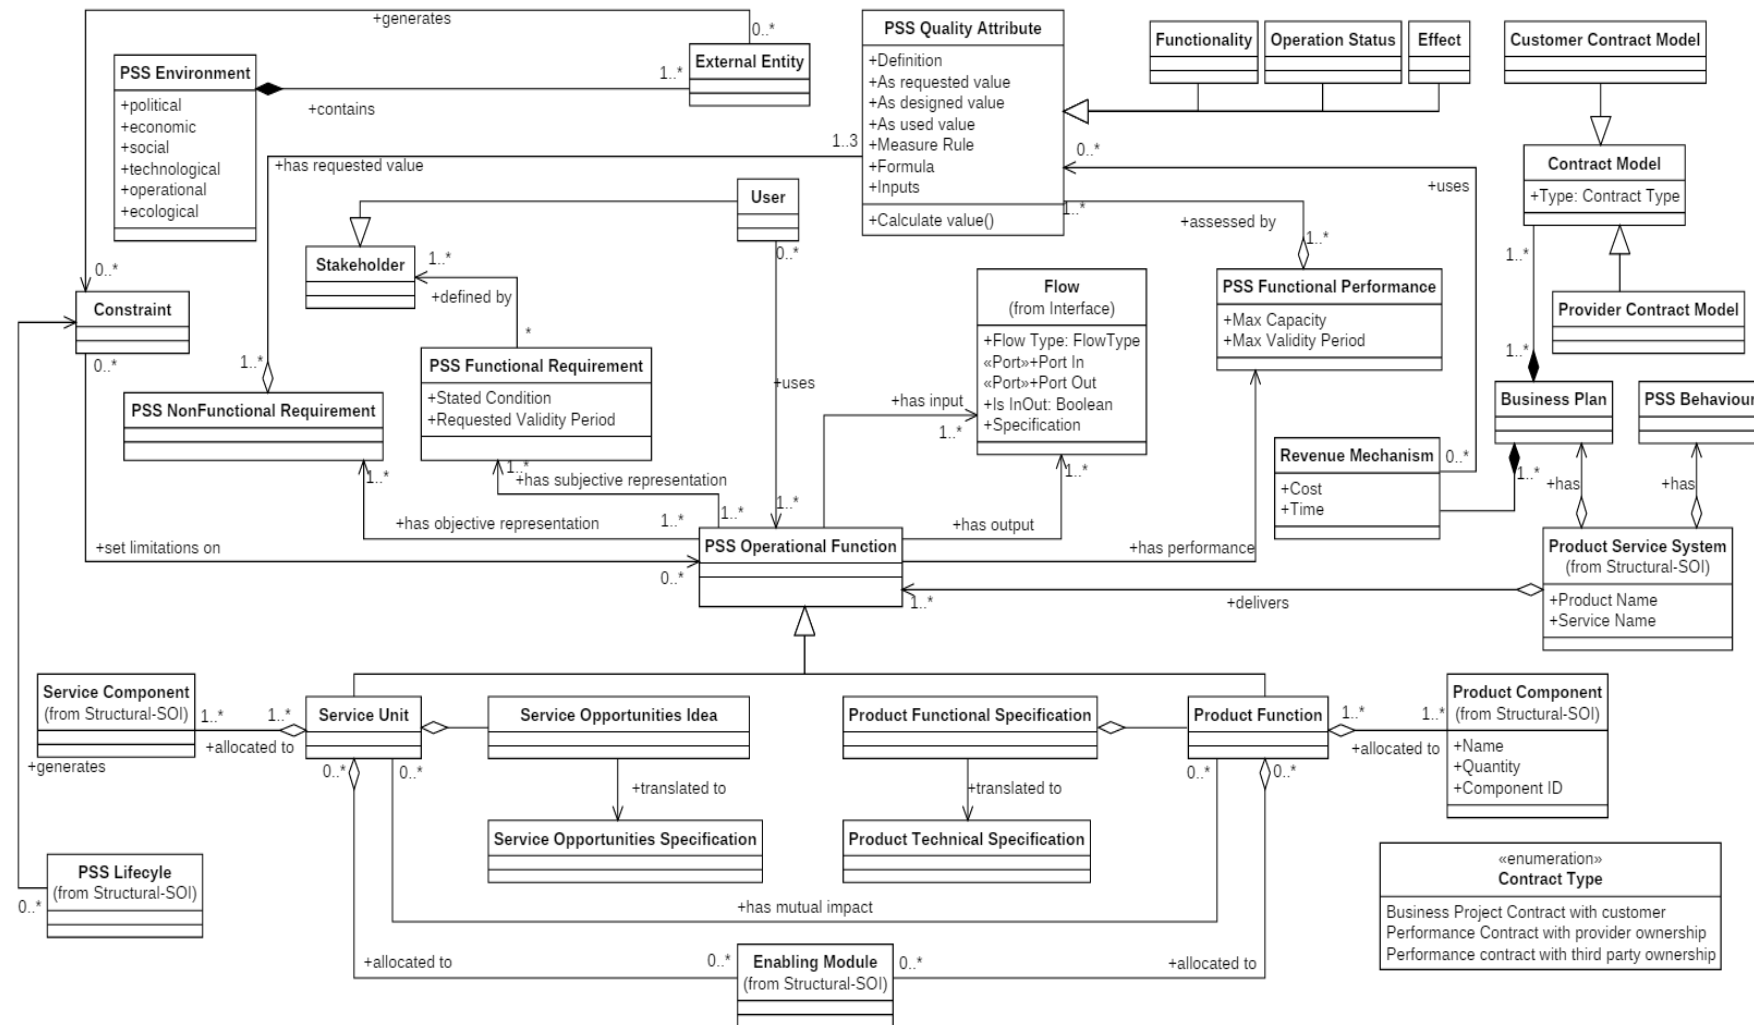 +generates
0..*
PSS Environment
+political
+economic
+social
+technological
+operational
+ecological
External Entity
1..*
+contains
PSS Quality Attribute
+Definition
+As requested value
+As designed value
+As used value
+Measure Rule
+Formula
+Inputs
+Calculate value()
Functionality
Operation Status
Effect
Customer Contract Model
1..3
+has requested value
0..*
+uses
Contract Model
+Type: Contract Type
User
0..*
1..*
+assessed by
1..*
Stakeholder
1..*
+defined by
*
0..*
Constraint
0..*
Flow
(from Interface)
+Flow Type: FlowType
«Port»+Port In
«Port»+Port Out
+Is InOut: Boolean
+Specification
PSS Functional Performance
+Max Capacity
+Max Validity Period
1..*
Provider Contract Model
1..*
1..*
PSS NonFunctional Requirement
PSS Functional Requirement
+Stated Condition
+Requested Validity Period
+uses
+has input
1..*
Business Plan
PSS Behaviour
Revenue Mechanism
+Cost
+Time
0..*
1..*
+has
+has
1..*
1..*
+has subjective representation
1..*
+has objective representation
1..*
1..*
1..*
+has output
+has performance
+set limitations on
0..*
PSS Operational Function
1..*
+delivers
Product Service System
(from Structural-SOI)
+Product Name
+Service Name
Service Component
(from Structural-SOI)
1..*
1..*
+allocated to
Service Unit
Service Opportunities Idea
Product Functional Specification
Product Function
1..*
1..*
+allocated to
Product Component
(from Structural-SOI)
+Name
+Quantity
+Component ID
+generates
0..*
0..*
+translated to
+translated to
0..*
0..*
Service Opportunities Specification
Product Technical Specification
PSS Lifecyle
(from Structural-SOI)
0..*
+has mutual impact
«enumeration»
Contract Type
Business Project Contract with customer
Performance Contract with provider ownership
Performance contract with third party ownership
+allocated to
0..*
Enabling Module
(from Structural-SOI)
0..*
+allocated to